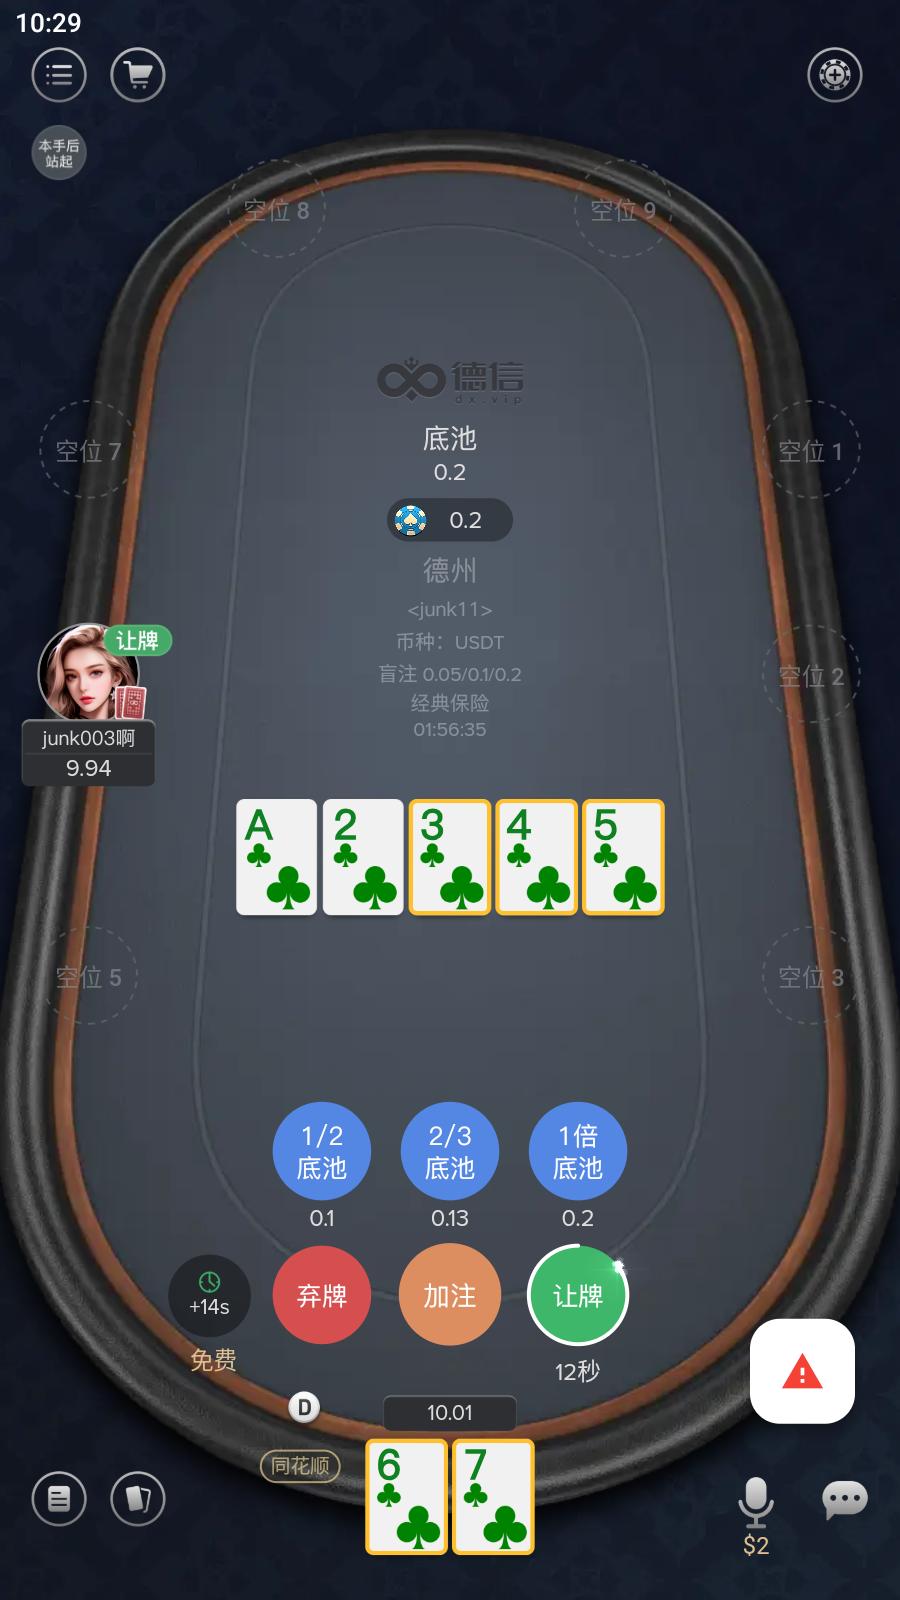 10:29
本手后
站起
空位 8
空位 9
德信
dx.vip
底池
0.2
空位 7
空位 1
0.2
德州
<junk11>
币种：USDT
盲注 0.05/0.1/0.2
经典保险
01:56:35
让牌
空位 2
junk003啊
9.94
A 2 3 4 5
空位 5
空位 3
1/2
底池
2/3
底池
1倍
底池
0.1
0.13
0.2
+14s
免费
弃牌
加注
让牌
12秒
D
10.01
同花顺
6 7
$2